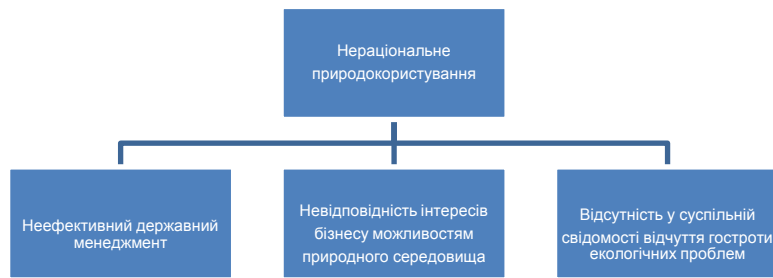 Нераціональне
природокористування
Неефективний державний
менеджмент
Невідповідність інтересів
бізнесу можливостям
природного середовища
Відсутність у суспільній
свідомості відчуття гостроти
екологічних проблем